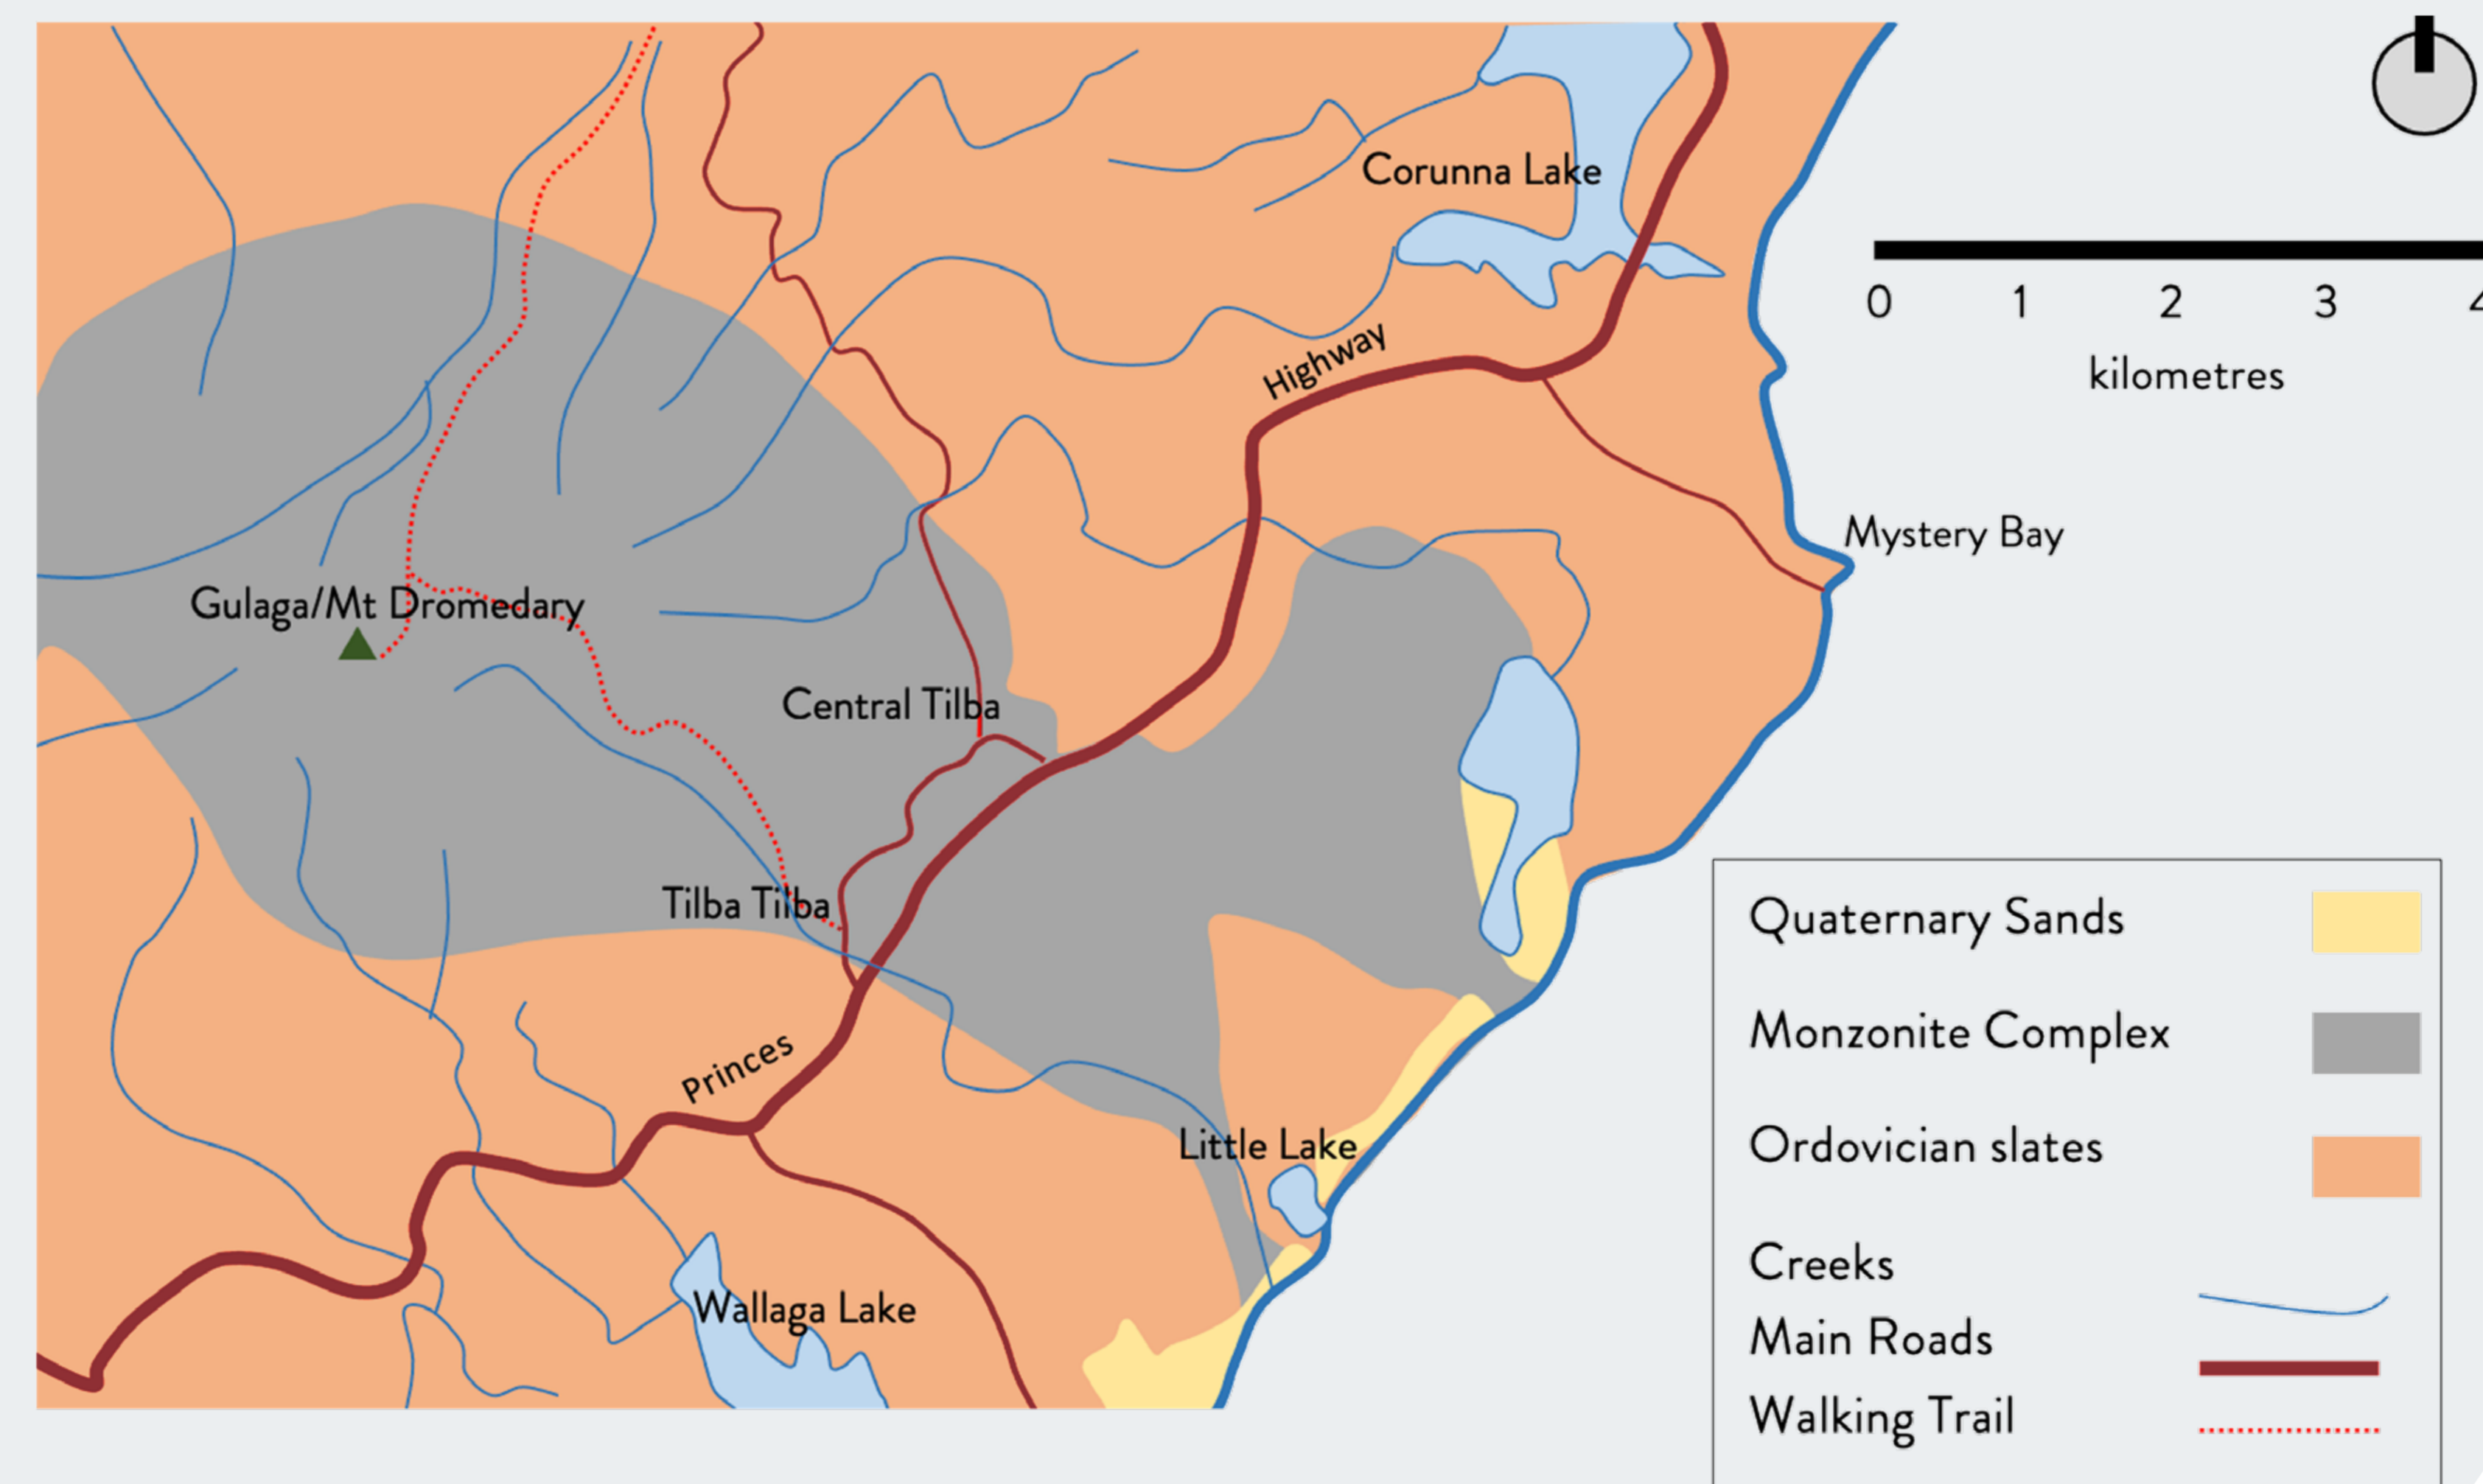 Corunna Lake
0 1 2 3
kilometres
Highway
Mystery Bay
Gulaga/Mt Dromedary
Central Tilba
Tilba Tilba
Princes
Little Lake
Wallaga Lake
Quaternary Sands
Monzonite Complex
Ordovician slates
Creeks
Main Roads
Walking Trail